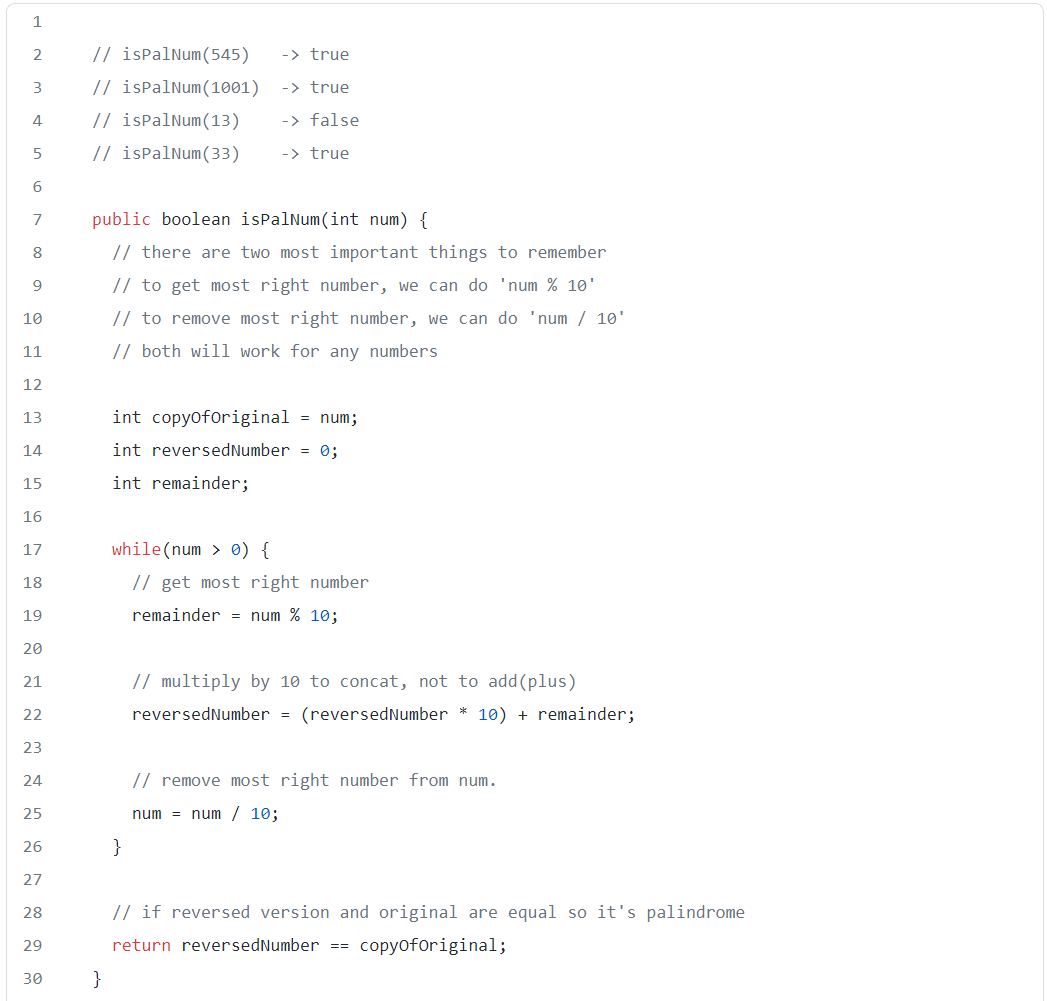 1
2 // isPalNum(545)   -> true
3 // isPalNum(1001)  -> true
4 // isPalNum(13)    -> false
5 // isPalNum(33)    -> true
6
7 public boolean isPalNum(int num) {
8   // there are two most important things to remember
9   // to get most right number, we can do 'num % 10'
10   // to remove most right number, we can do 'num / 10'
11   // both will work for any numbers
12
13   int copyOfOriginal = num;
14   int reversedNumber = 0;
15   int remainder;
16
17   while(num > 0) {
18     // get most right number
19     remainder = num % 10;
20
21     // multiply by 10 to concat, not to add(plus)
22     reversedNumber = (reversedNumber * 10) + remainder;
23
24     // remove most right number from num.
25     num = num / 10;
26   }
27
28   // if reversed version and original are equal so it's palindrome
29   return reversedNumber == copyOfOriginal;
30 }